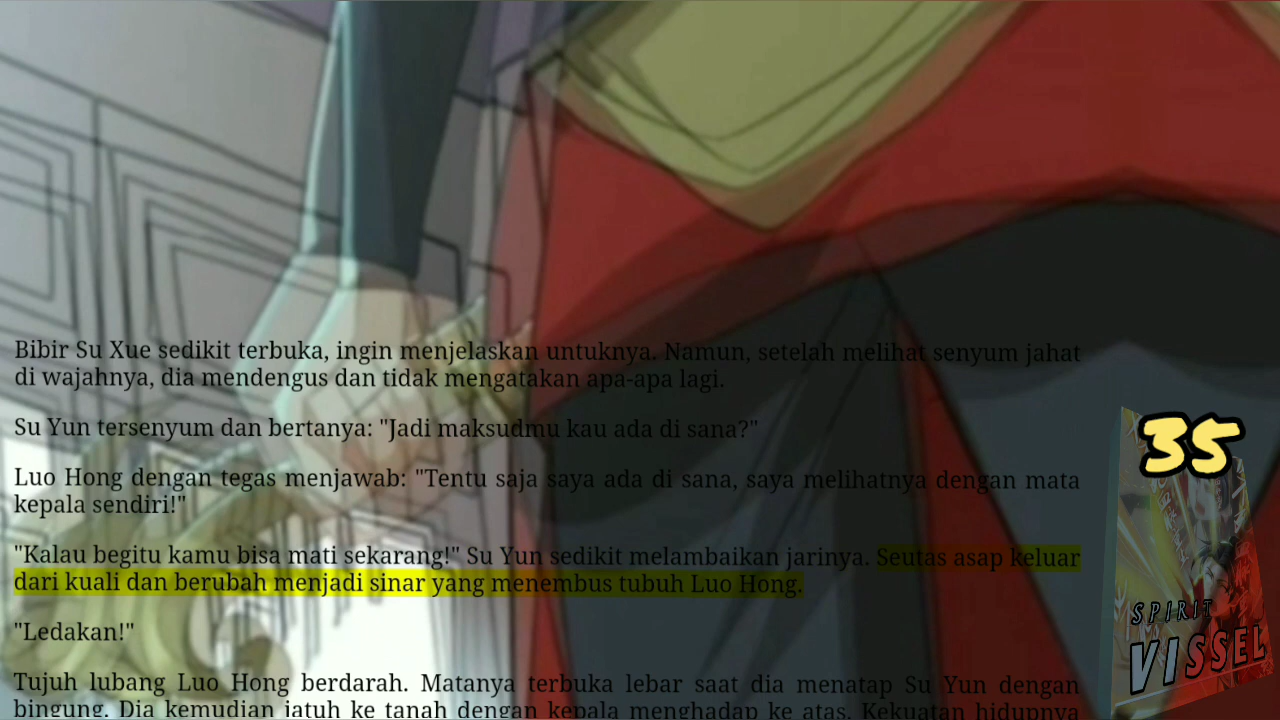 Bibir Su Xue sedikit terbuka, ingin menjelaskan untuknya. Namun, setelah melihat senyum jahat
di wajahnya, dia mendengus dan tidak mengatakan apa-apa lagi.
Su Yun tersenyum dan bertanya: "Jadi maksudmu kau ada di sana?"
Luo Hong dengan tegas menjawab: "Tentu saja saya ada di sana, saya melihatnya dengan mata
kepala sendiri!"
"Kalau begitu kamu bisa mati sekarang!" Su Yun sedikit melambaikan jarinya. Seutas asap keluar
dari kuali dan berubah menjadi sinar yang menembus tubuh Luo Hong.
"Ledakan!"
Tujuh lubang Luo Hong berdarah. Matanya terbuka lebar saat dia menatap Su Yun dengan
bingung. Dia kemudian jatuh ke tanah dengan kepala menghadap ke atas. Kekuatan hidupnya
35
SPIRIT
VISSEL